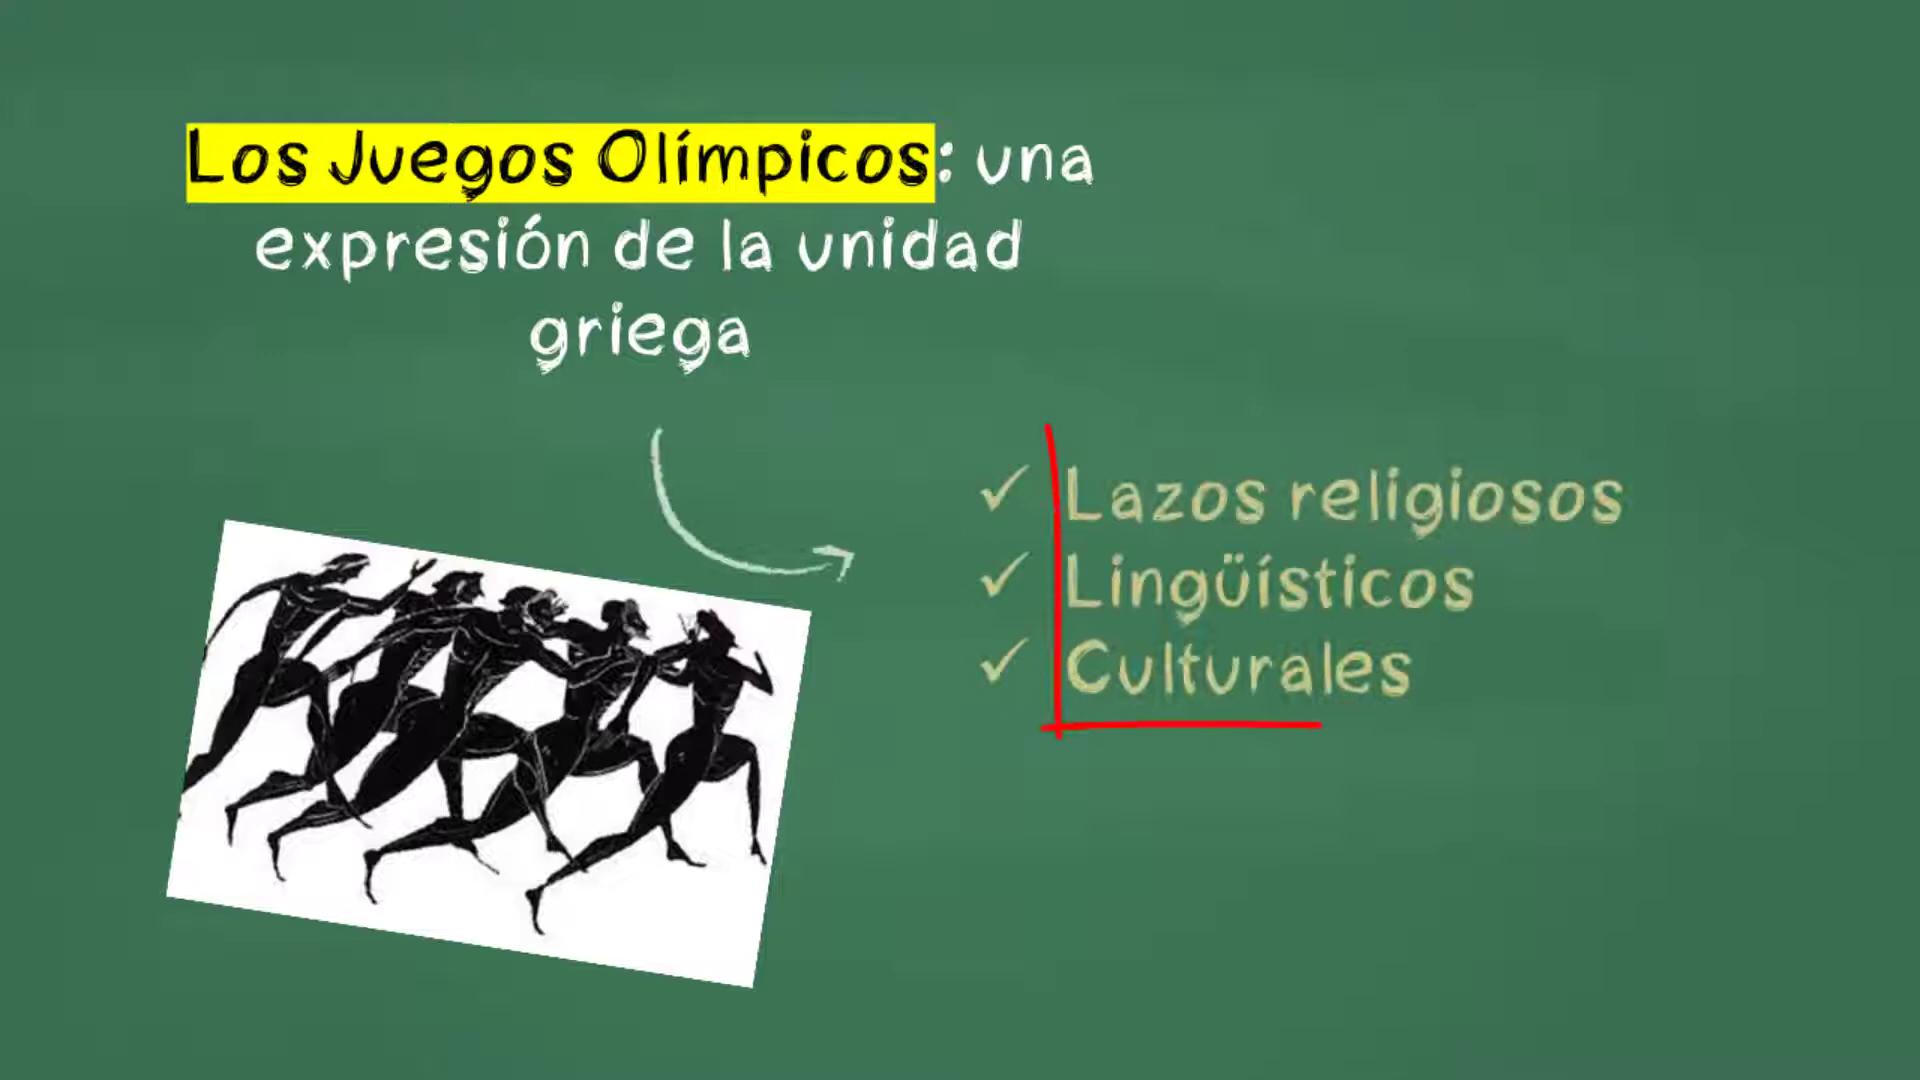 Los Juegos Olímpicos: una
expresión de la unidad
griega
✓ Lazos religiosos
✓ Lingüísticos
✓ Culturales